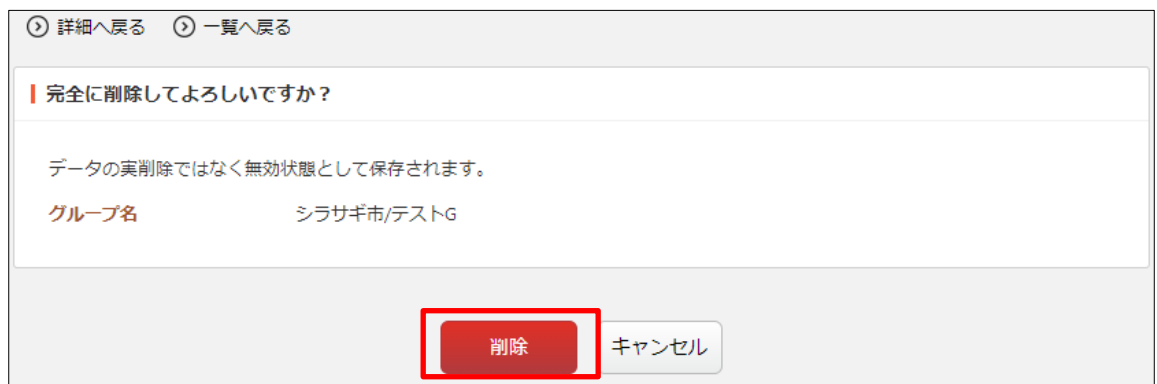 詳細へ戻る 一覧へ戻る
完全に削除してよろしいですか？
データの実削除ではなく無効状態として保存されます。
グループ名 シラサギ市/テストG
削除 キャンセル